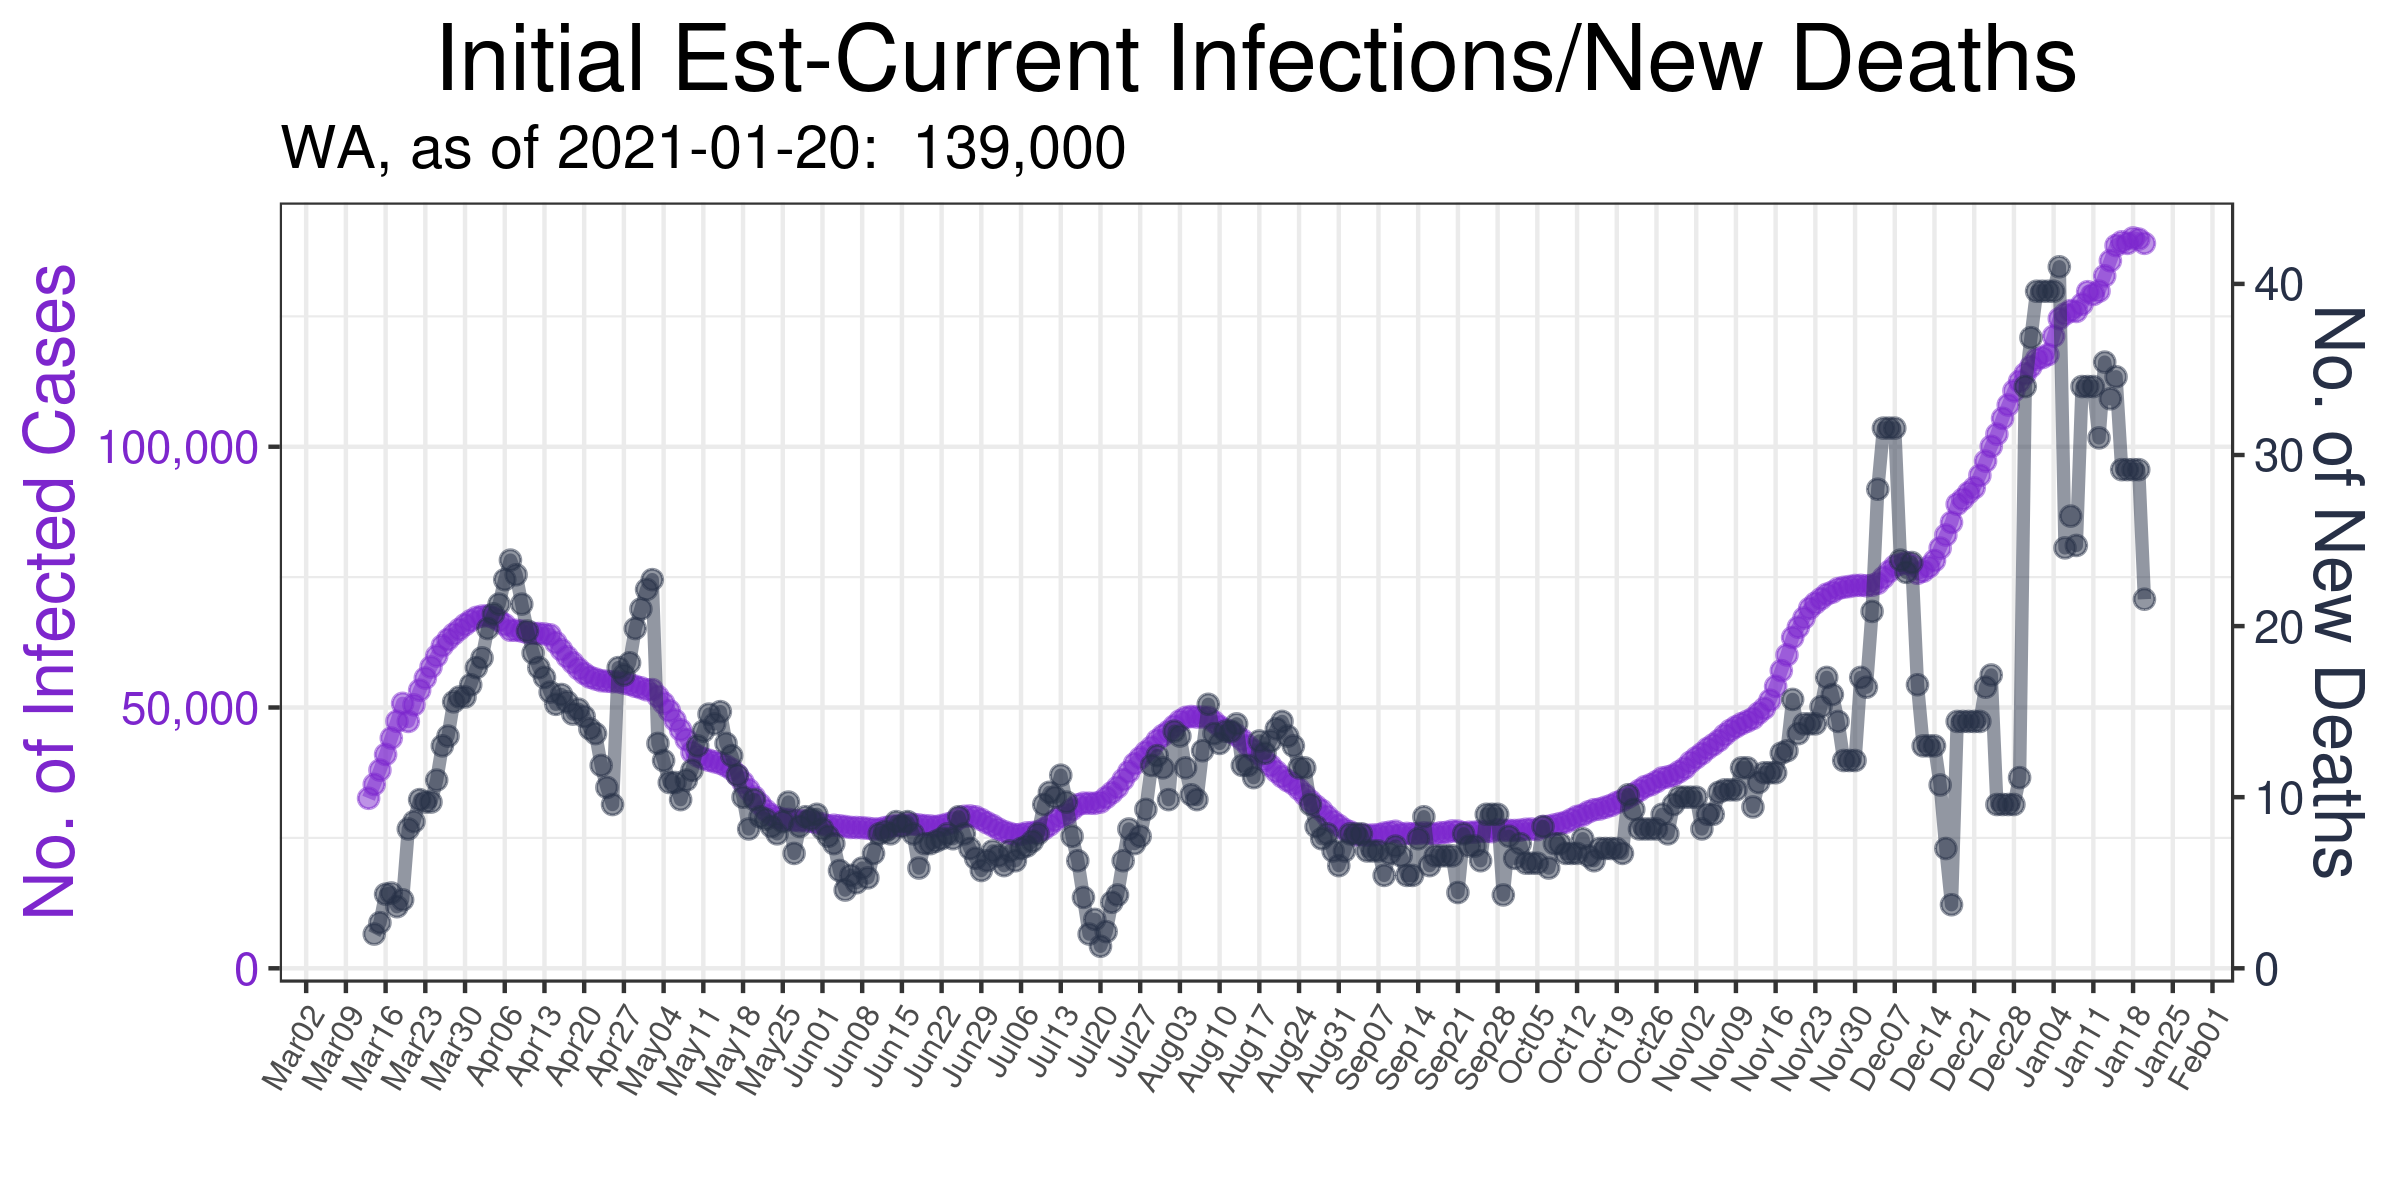 Initial Est-Current Infections/New Deaths
WA, as of 2021-01-20:  139,000
No. of Infected Cases
100,000
50,000
0
40
30
20
10
0
No. of New Deaths
Mar02
Mar09
Mar16
Mar23
Mar30
Apr06
Apr13
Apr20
Apr27
May04
May11
May18
May25
Jun01
Jun08
Jun15
Jun22
Jun29
Jul06
Jul13
Jul20
Jul27
Aug03
Aug10
Aug17
Aug24
Aug31
Sep07
Sep14
Sep21
Sep28
Oct05
Oct12
Oct19
Oct26
Nov02
Nov09
Nov16
Nov23
Nov30
Dec07
Dec14
Dec21
Dec28
Jan04
Jan11
Jan18
Jan25
Feb01